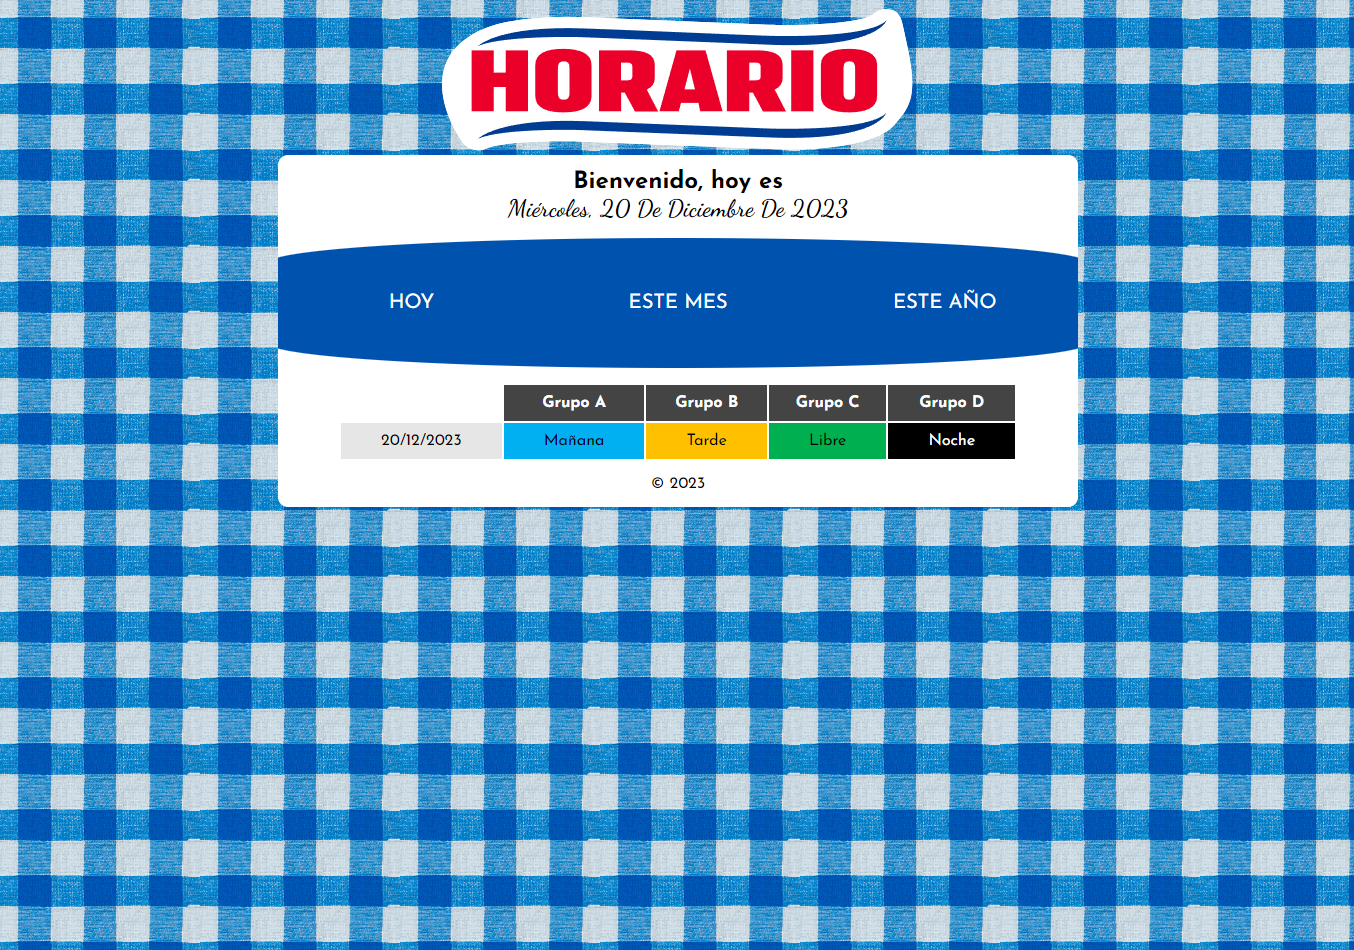 HORARIO
Bienvenido, hoy es
Miércoles, 20 De Diciembre De 2023
HOY ESTE MES ESTE AÑO
Grupo A Grupo B Grupo C Grupo D
20/12/2023 Mañana Tarde Libre Noche
© 2023